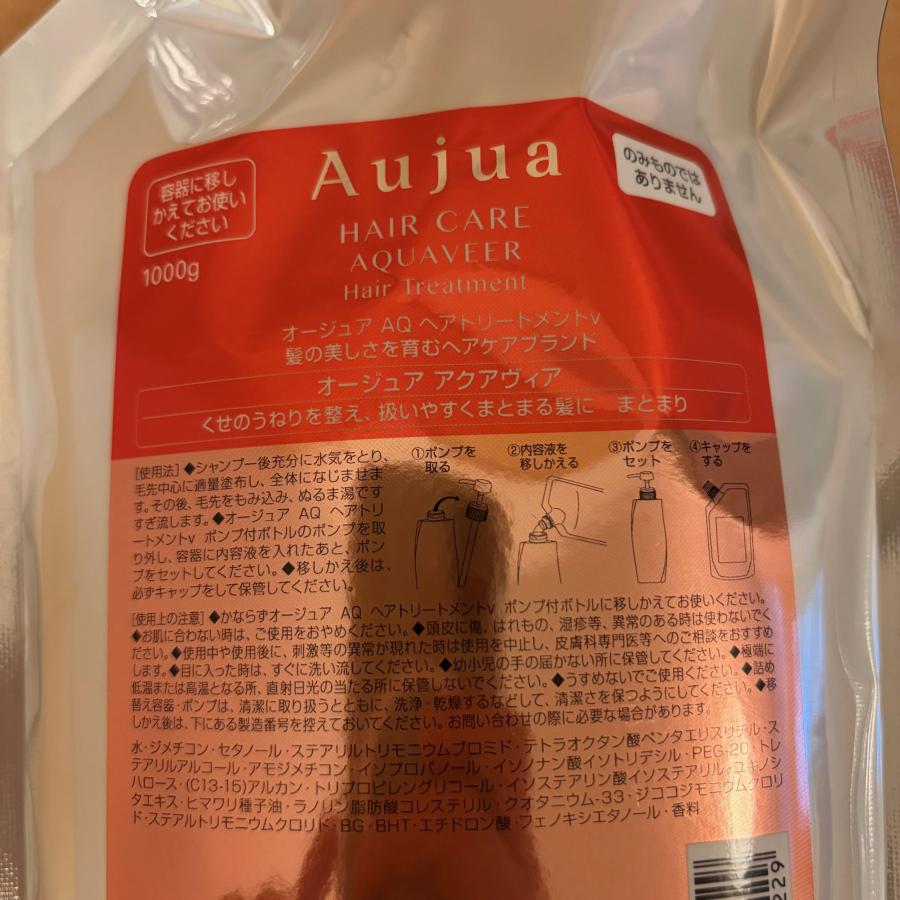 Aujua
のみものでは
ありません
容器に移し
かえてお使い
ください
1000g
HAIR CARE
AQUAVEER
Hair Treatment
オージュア AQ ヘアトリートメントv
髪の美しさを育むヘアケアブランド
オージュア アクアヴィア
くせのうねりを整え、扱いやすくまとまる髪に まとまり
[使用法]◆シャンプー後充分に水気をとり、
毛先中心に適量塗布し、全体になじませま
す。その後、毛先をもみ込み、ぬるま湯です
すぎ流します。◆オージュア AQ ヘアトリ
ートメントv ポンプ付ボトルのポンプを取
り外し、容器に内容液を入れたあと、ポン
プをセットしてください。◆移しかえ後は、
必ずキャップをして保管してください。
①ポンプを
取る
②内容液を
移しかえる
③ポンプを
セット
④キャップを
する
[使用上の注意]◆かならずオージュア AQ ヘアトリートメントv ポンプ付ボトルに移しかえてお使いください。
◆お肌に合わない時は、ご使用をおやめください。◆頭皮に傷、はれもの、湿疹等、異常のある時は使わないでく
ださい。◆使用中や使用後に、刺激等の異常が現れた時は使用を中止し、皮膚科専門医等へのご相談をおすすめ
します。◆目に入った時は、すぐに洗い流してください。◆幼小児の手の届かない所に保管してください。◆極端に
低温または高温となる所、直射日光の当たる所に保管しないでください。◆うすめないでご使用ください。◆詰め
替え容器・ポンプは、清潔に取り扱うとともに、洗浄・乾燥するなどして、清潔さを保つようにしてください。◆移
しかえ後は、下にある製造番号を控えておいてください。お問い合わせの際に必要な場合があります。
水・ジメチコン・セタノール・ステアリルトリモニウムブロミド・テトラオクタン酸ペンタエリスリチル・ス
テアリルアルコール・アモジメチコン・イソプロパノール・イソノナン酸イソトリデシル・PEG-20・トレ
ハロース・(C13-15)アルカン・トリプロピレングリコール・イソステアリン酸イソステアリル・ユキノシ
タエキス・ヒマワリ種子油・ラノリン脂肪酸コレステリル・クオタニウム-33・ジココジモニウムクロリ
ド・ステアルトリモニウムクロリド・BG・BHT・エチドロン酸・フェノキシエタノール・香料
229